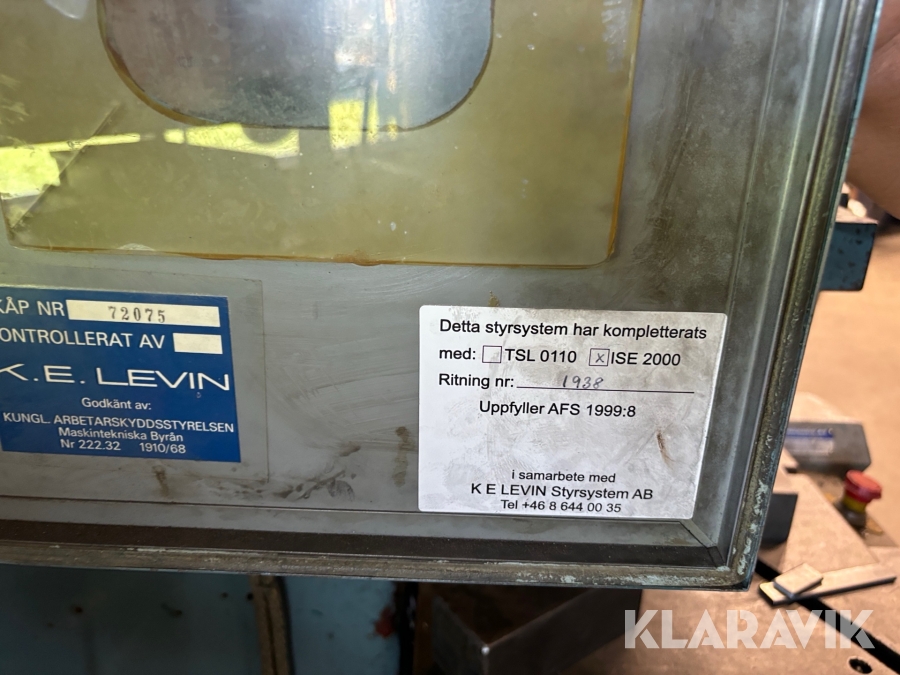 KÅP NR 72075
ONTROLLERAT AV
K.E. LEVIN
Godkänt av:
KUNGL. ARBETARSKYDDSSTYRELSEN
Maskintekniska Byrån
Nr 222.32 1910/68
Detta styrsystem har kompletterats
med: TSL 0110 x ISE 2000
Ritning nr: 1938
Uppfyller AFS 1999:8
i samarbete med
K E LEVIN Styrsystem AB
Tel +46 8 644 00 35
KLARAVIK